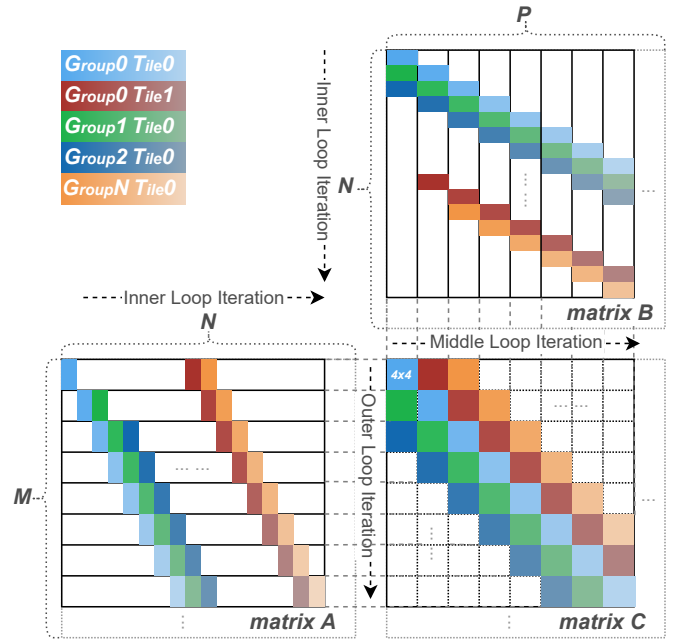 P
Group0 Tile0
Group0 Tile1
Group1 Tile0
Group2 Tile0
GroupN Tile0
Inner Loop Iteration
N
... ...
...
matrix B
Inner Loop Iteration
N
Middle Loop Iteration
4x4
Outer Loop Iteration
... ...
... ...
M
...
matrix A
matrix C
...
...